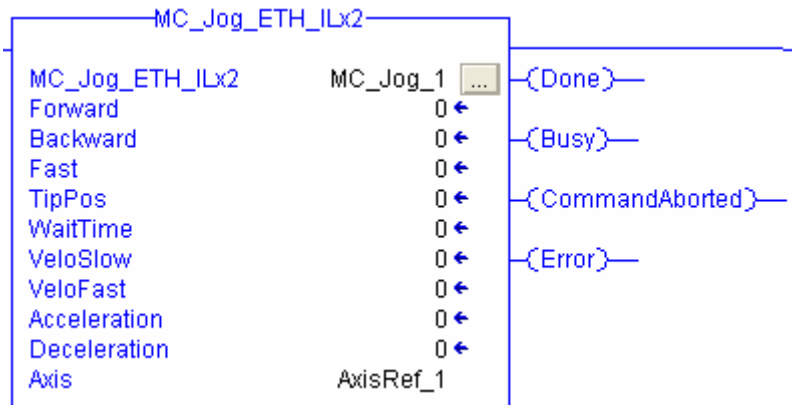 MC_Jog_ETH_ILx2
MC_Jog_ETH_ILx2 MC_Jog_1 ... (Done)
Forward 0
Backward 0 (Busy)
Fast 0
TipPos 0 (CommandAborted)
WaitTime 0
VeloSlow 0 (Error)
VeloFast 0
Acceleration 0
Deceleration 0
Axis AxisRef_1